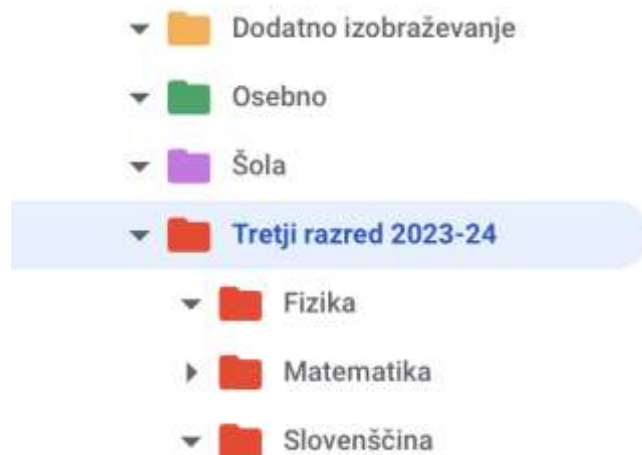 Dodatno izobraževanje
Osebno
Šola
Tretji razred 2023-24
Fizika
Matematika
Slovenščina